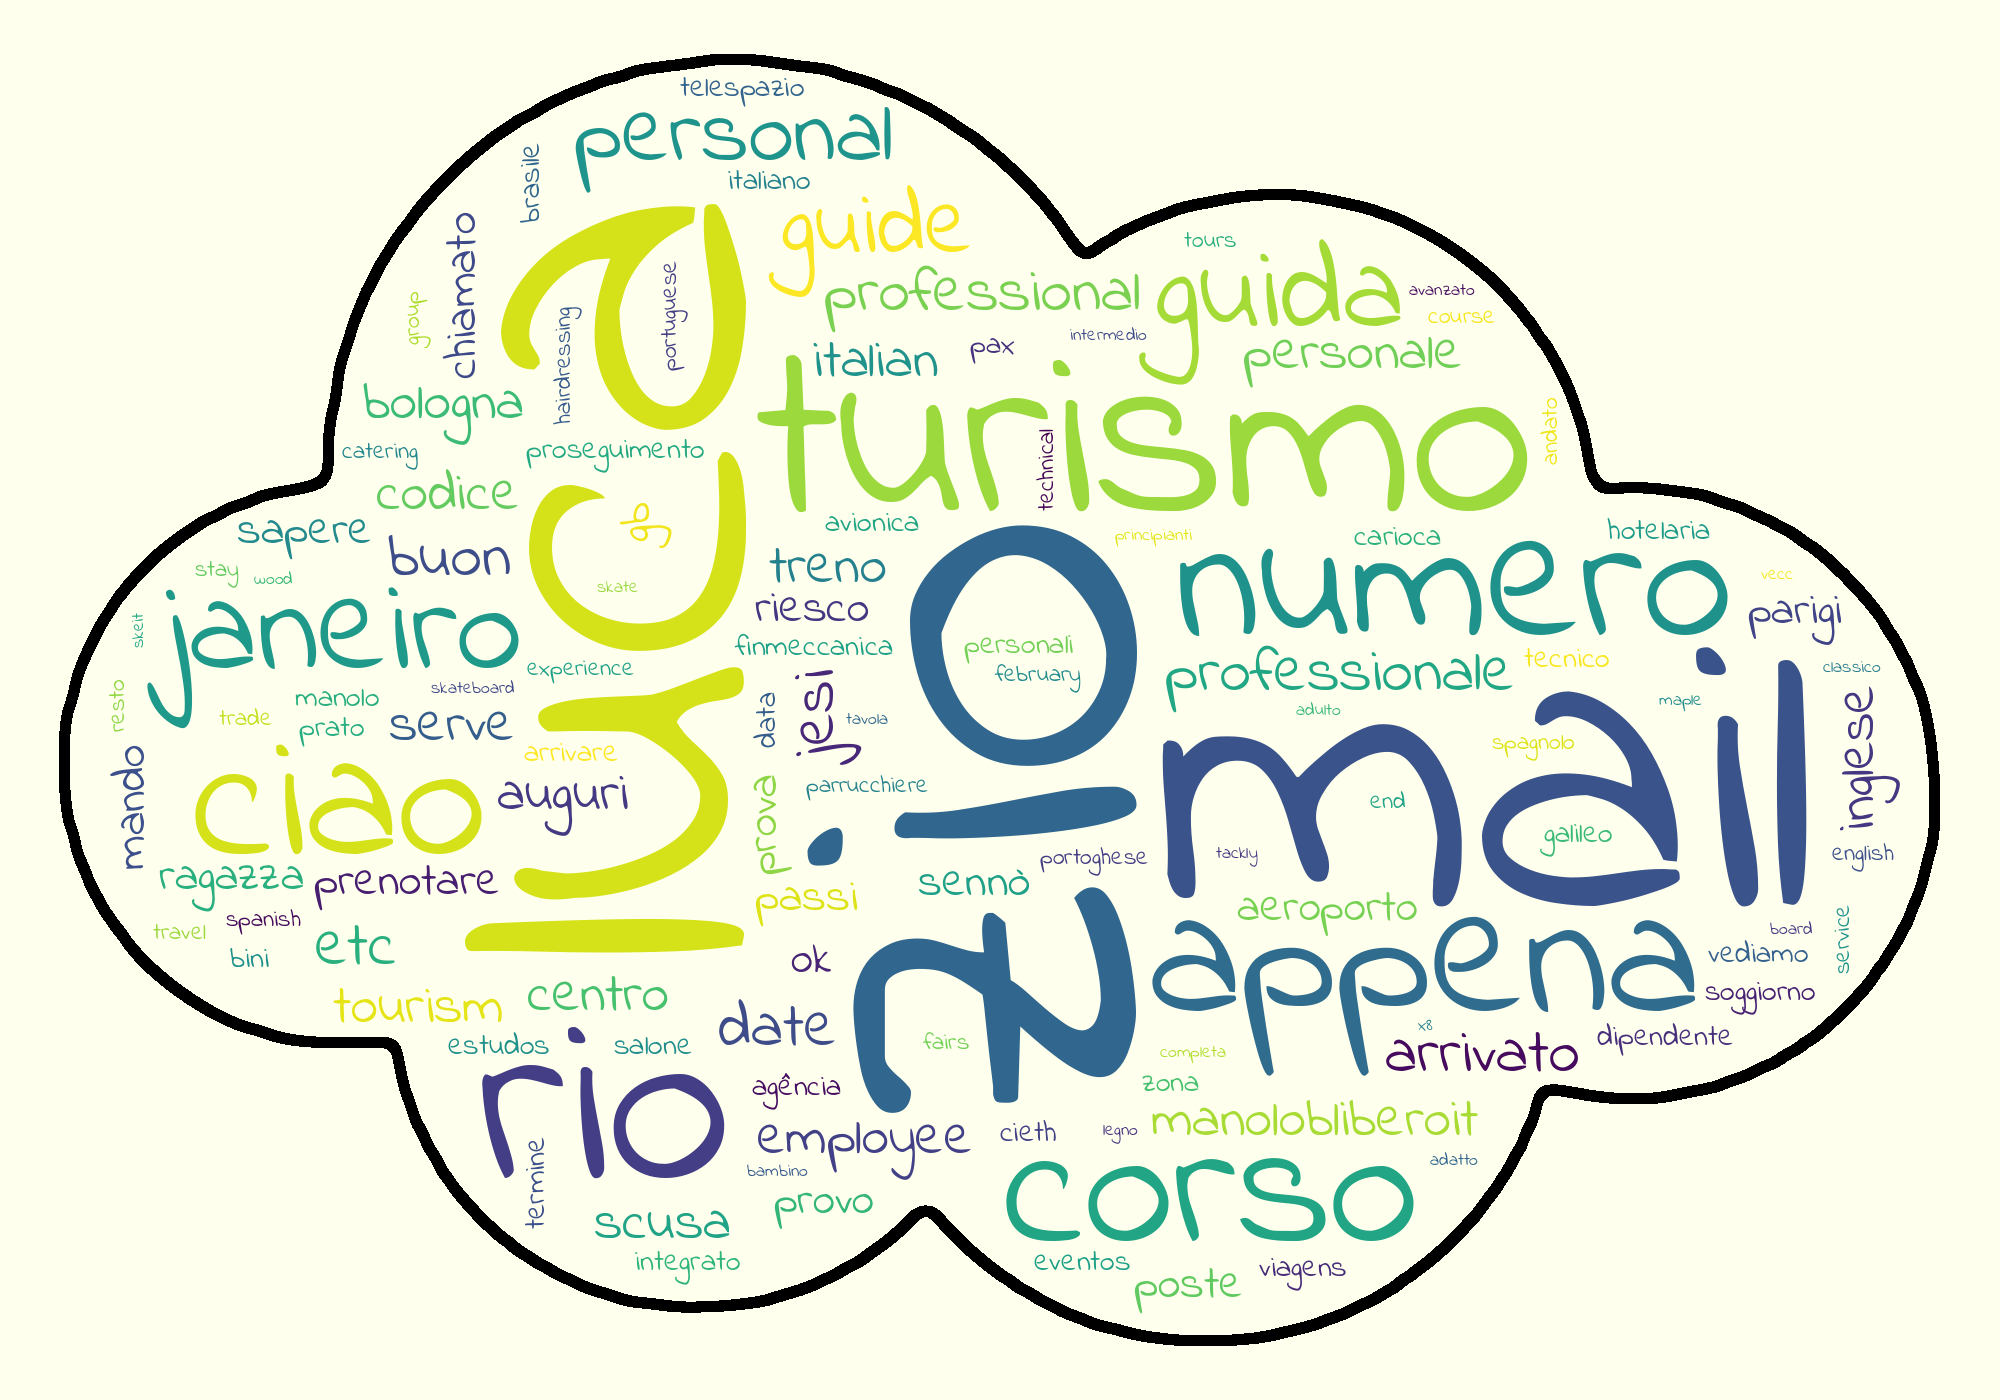 telespazio
personal
brasile
italiano
guide
chiamato
tours
group
portuguese
professional
guida
avanzato
hairdressing
course
intermedio
italian
pax
personale
bologna
turismo
andato
catering
proseguimento
technical
codice
luca
gb
sapere
buon
avionica
principianti
carioca
hotelaria
stay
wood
skate
treno
zio
numero
vecc
janeiro
riesco
parigi
skeit
finmeccanica
personali
professionale
tecnico
experience
february
classico
resto
manolo
skateboard
jesi
maple
trade
prato
serve
data
tavola
adulto
mail
spagnolo
inglese
arrivare
mando
ciao
auguri
prova
parrucchiere
end
galileo
ragazza
prenotare
portoghese
tackly
english
sennò
travel
spanish
passi
aeroporto
bini
etc
ok
appena
board
vediamo
service
tourism
centro
soggiorno
date
x8
estudos
salone
fairs
completa
arrivato
dipendente
rio
agência
zona
employee
cieth
legno
manolobliberoit
termine
bambino
adatto
scusa
provo
corso
integrato
eventos
viagens
poste